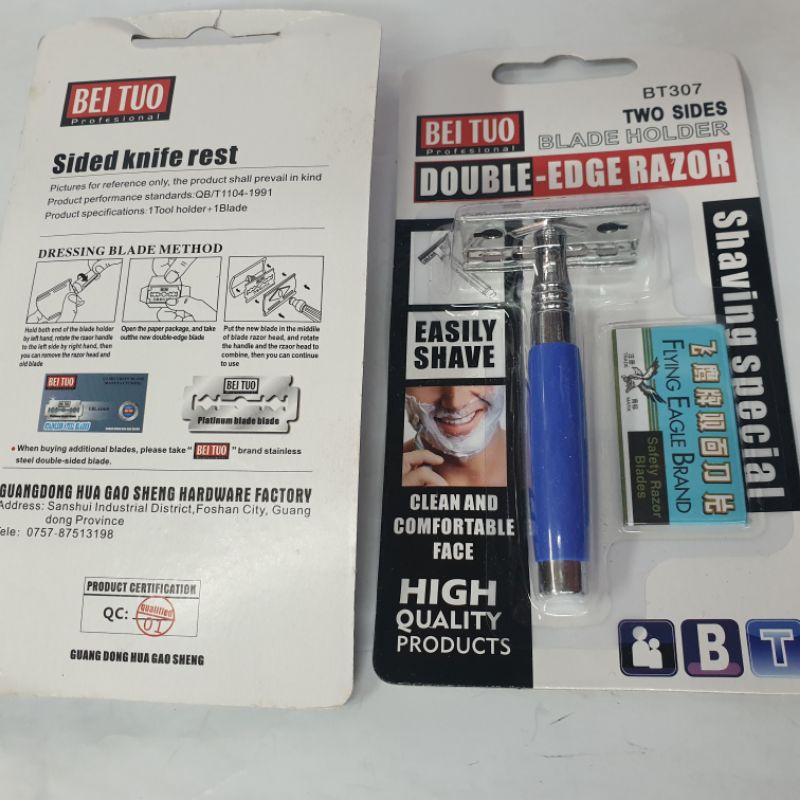 BEI TUO
Profesional
Sided knife rest
Pictures for reference only, the product shall prevail in kind
Product performance standards:QB/T1104-1991
Product specifications:1Tool holder+1Blade
DRESSING BLADE METHOD
Hold both end of the blade holder
by left hand, rotate the raozr handle
to the left side by right hand, then
you can remove the razor head and
old blade
Open the paper package, and take
outthe new double-edge blade
Put the new blade in the middile
of blade razor head, and rotate
the handle and the razor head to
combine, then you can continue
to use
BEI TUO
BEI TUO
Platinum blade blade
When buying additional blades, please take " BEI TUO " brand stainless
steel double-sided blade.
GUANGDONG HUA GAO SHENG HARDWARE FACTORY
Address: Sanshui Industrial District,Foshan City, Guang
dong Province
Tele: 0757-87513198
PRODUCT CERTIFICATION
QC:
qualified
01
GUANG DONG HUA GAO SHENG
BT307
BEI TUO
Profesional
TWO SIDES
BLADE HOLDER
DOUBLE-EDGE RAZOR
Shaving special
EASILY
SHAVE
CLEAN AND
COMFORTABLE
FACE
HIGH
QUALITY
PRODUCTS
飞鹰牌双面刀片
FLYING EAGLE BRAND
Safety Razor
Blades
B
T